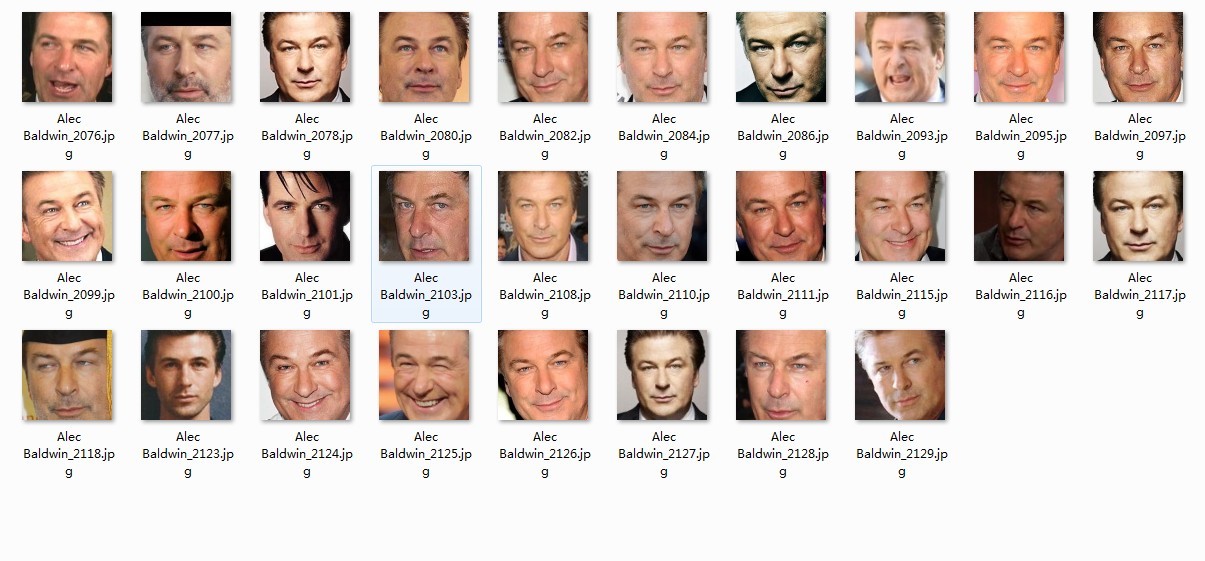 Alec
Baldwin_2076.jp
g
Alec
Baldwin_2077.jp
g
Alec
Baldwin_2078.jp
g
Alec
Baldwin_2080.jp
g
Alec
Baldwin_2082.jp
g
Alec
Baldwin_2084.jp
g
Alec
Baldwin_2086.jp
g
Alec
Baldwin_2093.jp
g
Alec
Baldwin_2095.jp
g
Alec
Baldwin_2097.jp
g
Alec
Baldwin_2099.jp
g
Alec
Baldwin_2100.jp
g
Alec
Baldwin_2101.jp
g
Alec
Baldwin_2103.jp
g
Alec
Baldwin_2108.jp
g
Alec
Baldwin_2110.jp
g
Alec
Baldwin_2111.jp
g
Alec
Baldwin_2115.jp
g
Alec
Baldwin_2116.jp
g
Alec
Baldwin_2117.jp
g
Alec
Baldwin_2118.jp
g
Alec
Baldwin_2123.jp
g
Alec
Baldwin_2124.jp
g
Alec
Baldwin_2125.jp
g
Alec
Baldwin_2126.jp
g
Alec
Baldwin_2127.jp
g
Alec
Baldwin_2128.jp
g
Alec
Baldwin_2129.jp
g